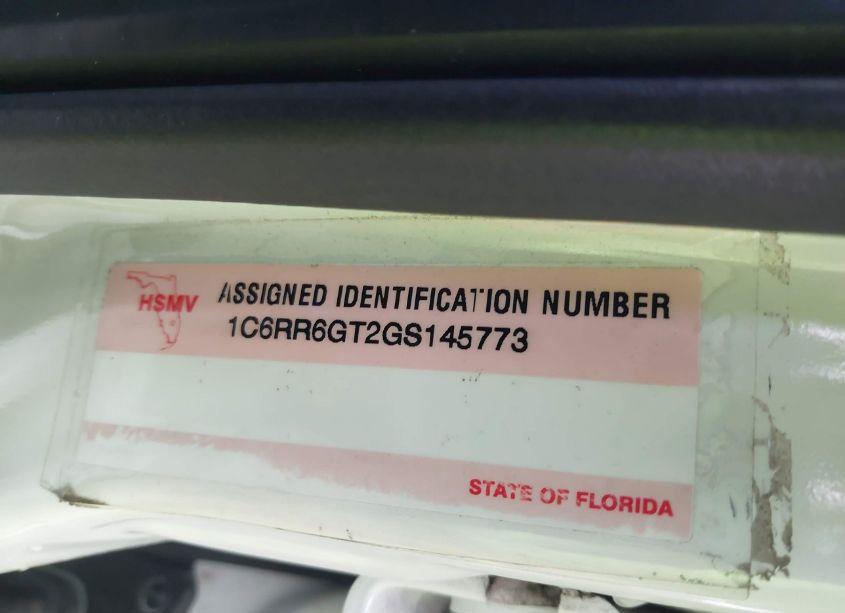 HSMV
ASSIGNED IDENTIFICATION NUMBER
1C6RR6GT2GS145773
STATE OF FLORIDA